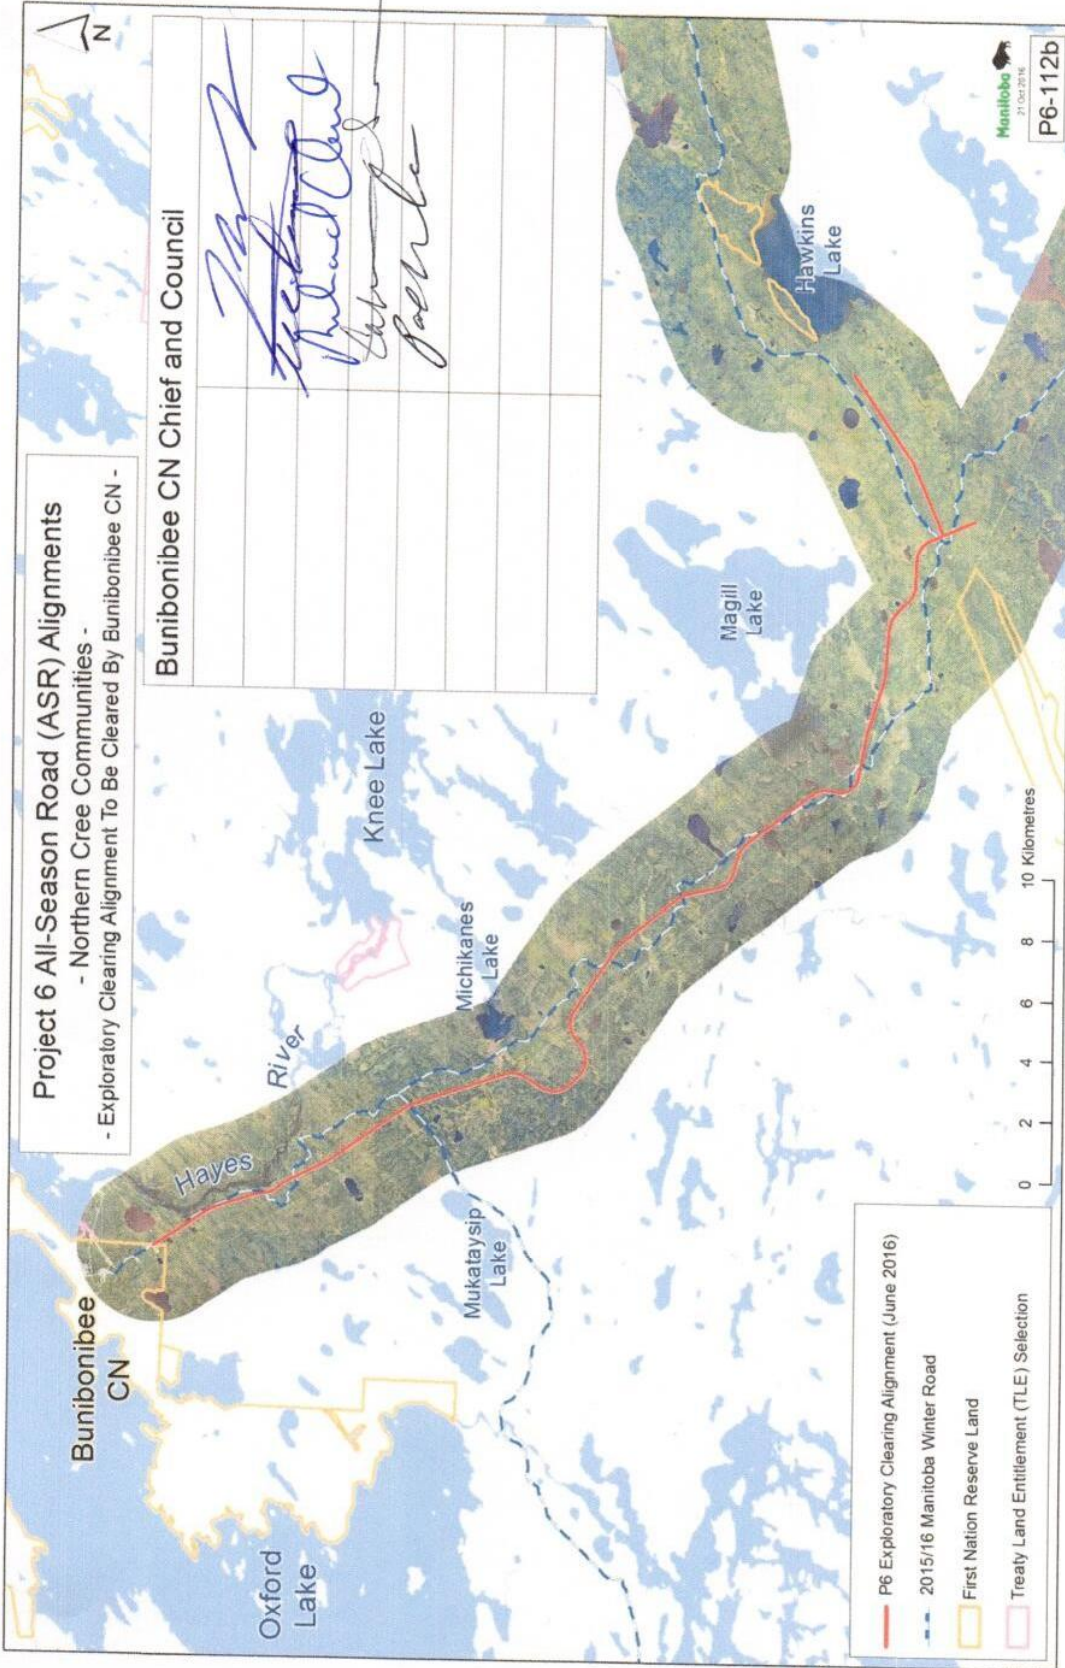 Project 6 All-Season Road (ASR) Alignments
- Northern Cree Communities -
- Exploratory Clearing Alignment To Be Cleared By Bunibonibee CN -
N
Bunibonibee CN Chief and Council
Bunibonibee
CN
Hayes
River
Knee Lake
Oxford
Lake
Michikanes
Lake
Mukataysip
Lake
Magill
Lake
Hawkins
Lake
P6 Exploratory Clearing Alignment (June 2016)
2015/16 Manitoba Winter Road
First Nation Reserve Land
Treaty Land Entitlement (TLE) Selection
0 2 4 6 8 10 Kilometres
Manitoba
21 Oct 2016
P6-112b